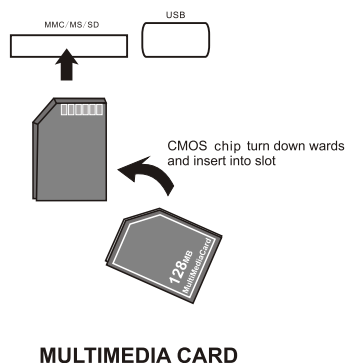 USB
MMC/MS/SD
CMOS chip turn down wards
and insert into slot
128MB
MultiMediaCard
MULTIMEDIA CARD